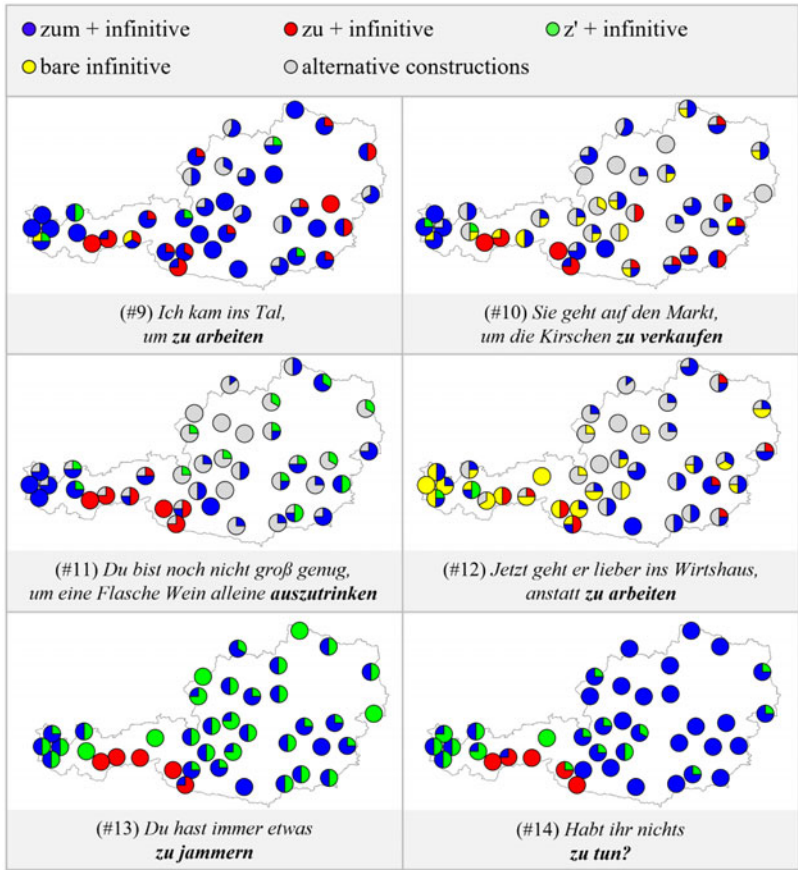 zum + infinitive
zu + infinitive
z' + infinitive
bare infinitive
alternative constructions
(#9) Ich kam ins Tal,
um zu arbeiten
(#10) Sie geht auf den Markt,
um die Kirschen zu verkaufen
(#11) Du bist noch nicht groß genug,
um eine Flasche Wein alleine auszutrinken
(#12) Jetzt geht er lieber ins Wirtshaus,
anstatt zu arbeiten
(#13) Du hast immer etwas
zu jammern
(#14) Habt ihr nichts
zu tun?